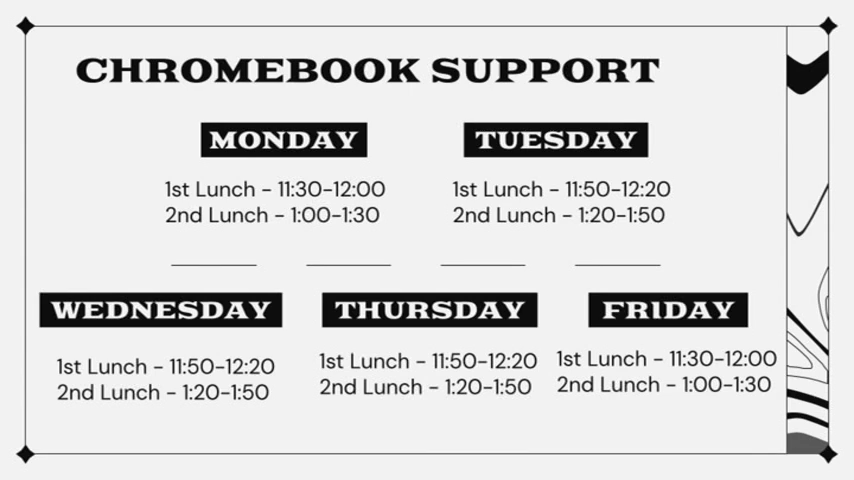 CHROMEBOOK SUPPORT
MONDAY
1st Lunch - 11:30-12:00
2nd Lunch - 1:00-1:30
TUESDAY
1st Lunch - 11:50-12:20
2nd Lunch - 1:20-1:50
WEDNESDAY
1st Lunch - 11:50-12:20
2nd Lunch - 1:20-1:50
THURSDAY
1st Lunch - 11:50-12:20
2nd Lunch - 1:20-1:50
FRIDAY
1st Lunch - 11:30-12:00
2nd Lunch - 1:00-1:30